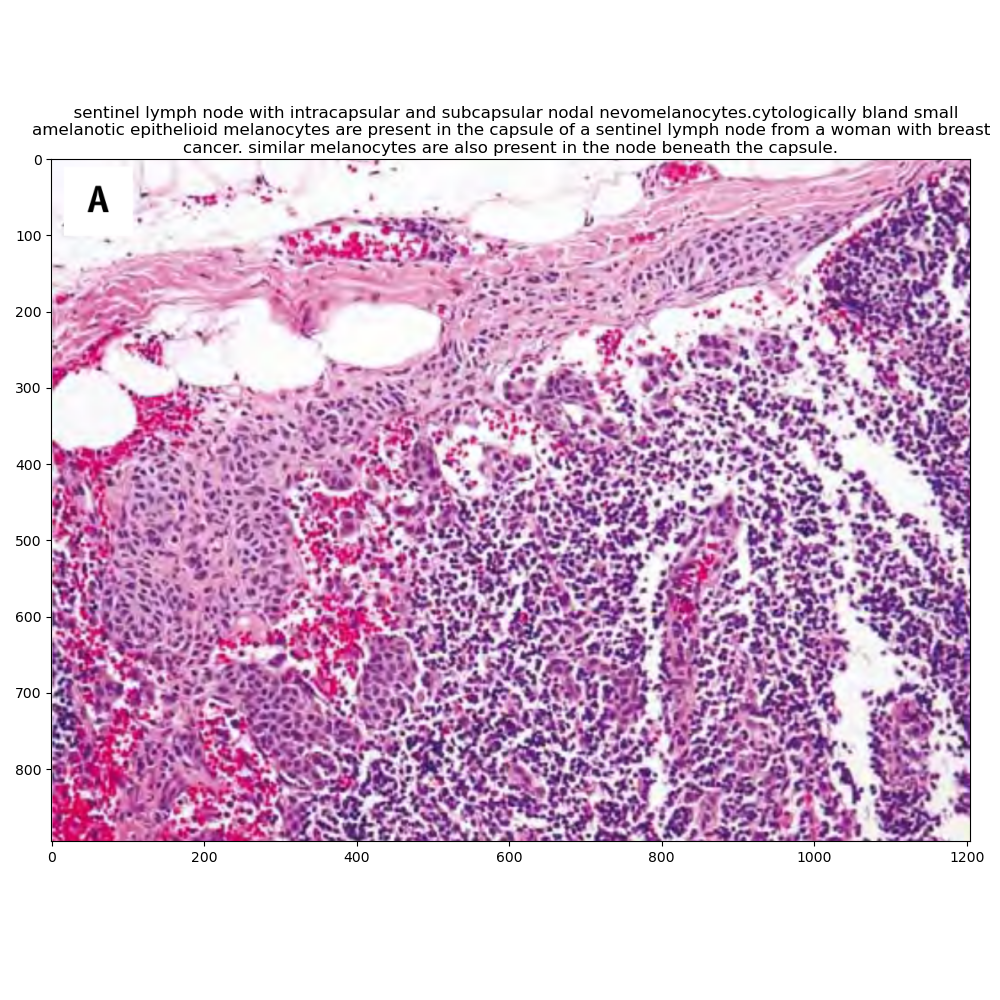 sentinel lymph node with intracapsular and subcapsular nodal nevomelanocytes.cytologically bland small
amelanotic epithelioid melanocytes are present in the capsule of a sentinel lymph node from a woman with breast
cancer. similar melanocytes are also present in the node beneath the capsule.
A
0
100
200
300
400
500
600
700
800
0 200 400 600 800 1000 1200